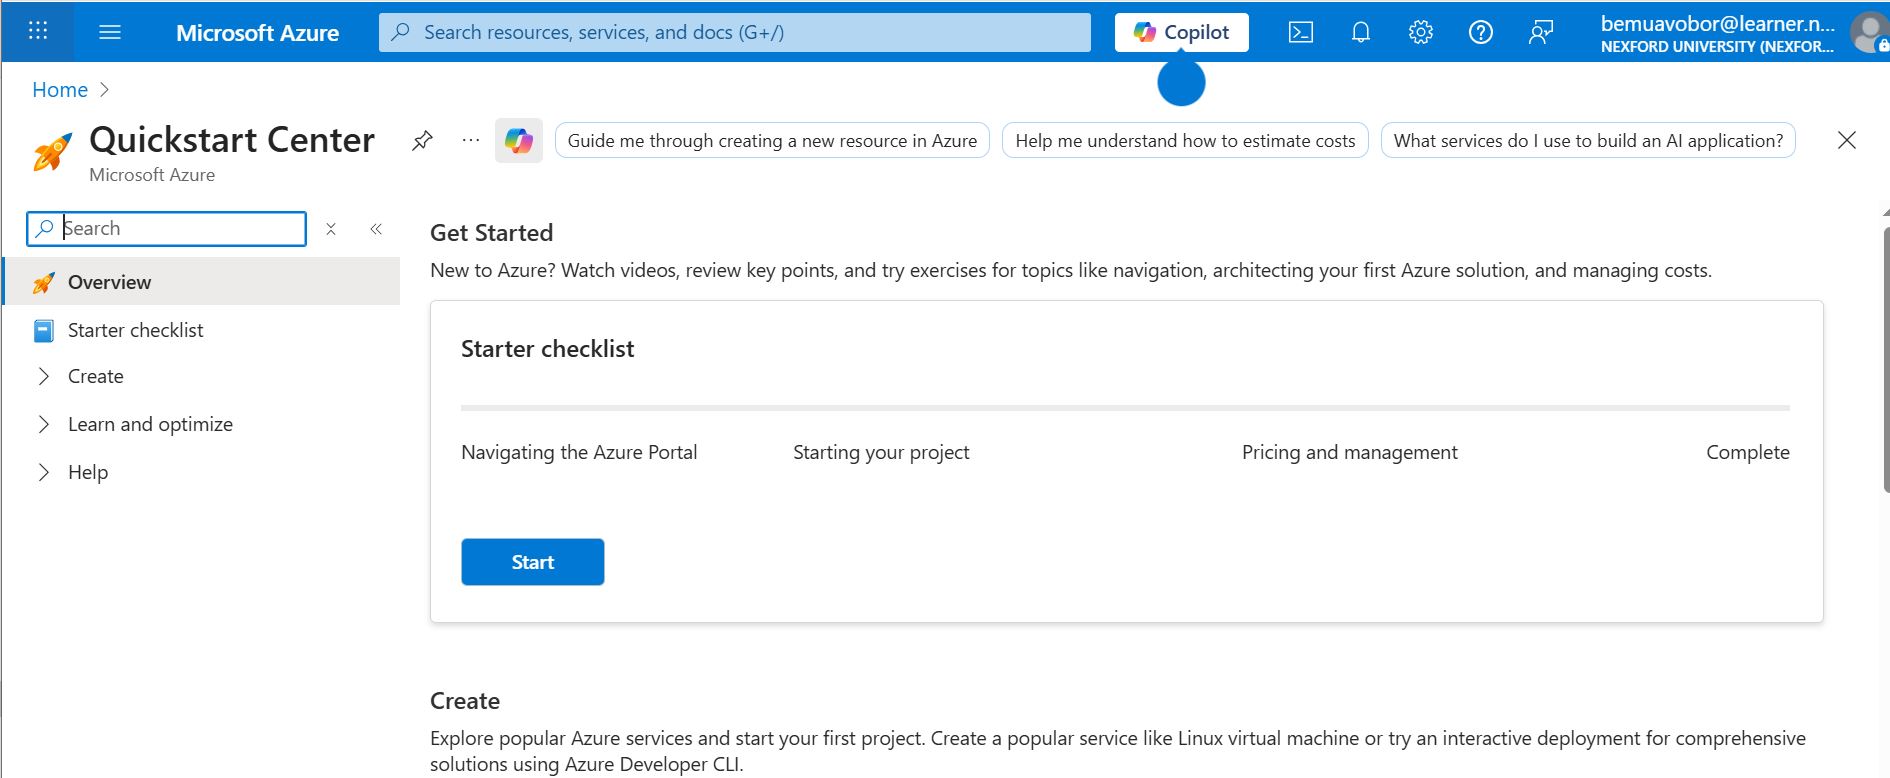 Microsoft Azure
Search resources, services, and docs (G+/)
Copilot
bemuavobor@learner.n...
NEXFORD UNIVERSITY (NEXFOR...
Home
Quickstart Center
Microsoft Azure
...
Guide me through creating a new resource in Azure
Help me understand how to estimate costs
What services do I use to build an AI application?
Search
Overview
Starter checklist
Create
Learn and optimize
Help
Get Started
New to Azure? Watch videos, review key points, and try exercises for topics like navigation, architecting your first Azure solution, and managing costs.
Starter checklist
Navigating the Azure Portal
Starting your project
Pricing and management
Complete
Start
Create
Explore popular Azure services and start your first project. Create a popular service like Linux virtual machine or try an interactive deployment for comprehensive
solutions using Azure Developer CLI.